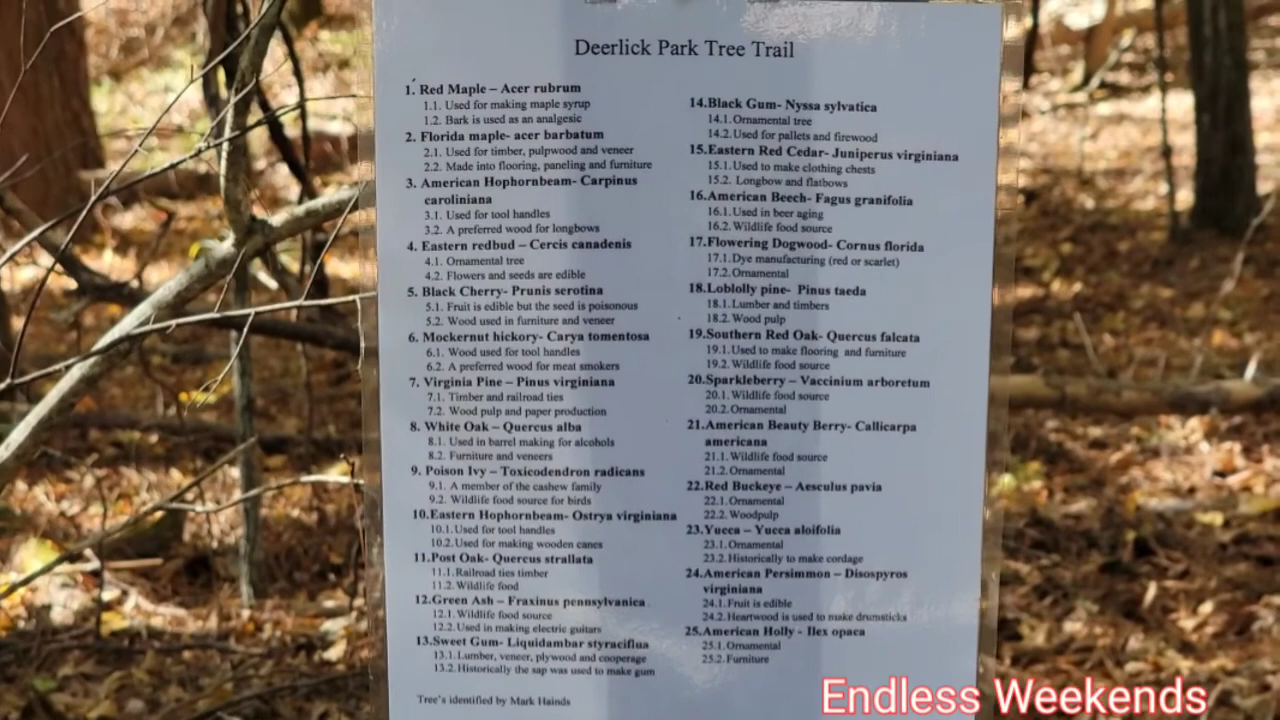 Deerlick Park Tree Trail
1. Red Maple – Acer rubrum
1.1. Used for making maple syrup
1.2. Bark is used as an analgesic
2. Florida maple- acer barbatum
2.1. Used for timber, pulpwood and veneer
2.2. Made into flooring, paneling and furniture
3. American Hophornbeam- Carpinus
caroliniana
3.1. Used for tool handles
3.2. A preferred wood for longbows
4. Eastern redbud – Cercis canadenis
4.1. Ornamental tree
4.2. Flowers and seeds are edible
5. Black Cherry- Prunis serotina
5.1. Fruit is edible but the seed is poisonous
5.2. Wood used in furniture and veneer
6. Mockernut hickory- Carya tomentosa
6.1. Wood used for tool handles
6.2. A preferred wood for meat smokers
7. Virginia Pine – Pinus virginiana
7.1. Timber and railroad ties
7.2. Wood pulp and paper production
8. White Oak – Quercus alba
8.1. Used in barrel making for alcohols
8.2. Furniture and veneers
9. Poison Ivy – Toxicodendron radicans
9.1. A member of the cashew family
9.2. Wildlife food source for birds
10.Eastern Hophornbeam- Ostrya virginiana
10.1.Used for tool handles
10.2.Used for making wooden canes
11.Post Oak- Quercus strallata
11.1.Railroad ties timber
11.2. Wildlife food
12.Green Ash – Fraxinus pennsylvanica
12.1. Wildlife food source
12.2. Used in making electric guitars
13.Sweet Gum- Liquidambar styraciflua
13.1.Lumber, veneer, plywood and cooperage
13.2.Historically the sap was used to make gum
Tree's identified by Mark Hainds
14.Black Gum- Nyssa sylvatica
14.1.Ornamental tree
14.2.Used for pallets and firewood
15.Eastern Red Cedar- Juniperus virginiana
15.1.Used to make clothing chests
15.2. Longbow and flatbows
16.American Beech- Fagus granifolia
16.1.Used in beer aging
16.2.Wildlife food source
17.Flowering Dogwood- Cornus florida
17.1.Dye manufacturing (red or scarlet)
17.2.Ornamental
18.Loblolly pine- Pinus taeda
18.1.Lumber and timbers
18.2. Wood pulp
19.Southern Red Oak- Quercus falcata
19.1.Used to make flooring and furniture
19.2. Wildlife food source
20.Sparkleberry – Vaccinium arboretum
20.1. Wildlife food source
20.2. Ornamental
21.American Beauty Berry- Callicarpa
americana
21.1. Wildlife food source
21.2.Ornamental
22.Red Buckeye – Aesculus pavia
22.1.Ornamental
22.2. Woodpulp
23.Yucca – Yucca aloifolia
23.1.Ornamental
23.2.Historically to make cordage
24.American Persimmon – Disospyros
virginiana
24.1.Fruit is edible
24.2.Heartwood is used to make drumsticks
25.American Holly - Ilex opaca
25.1.Ornamental
25.2.Furniture
Endless Weekends